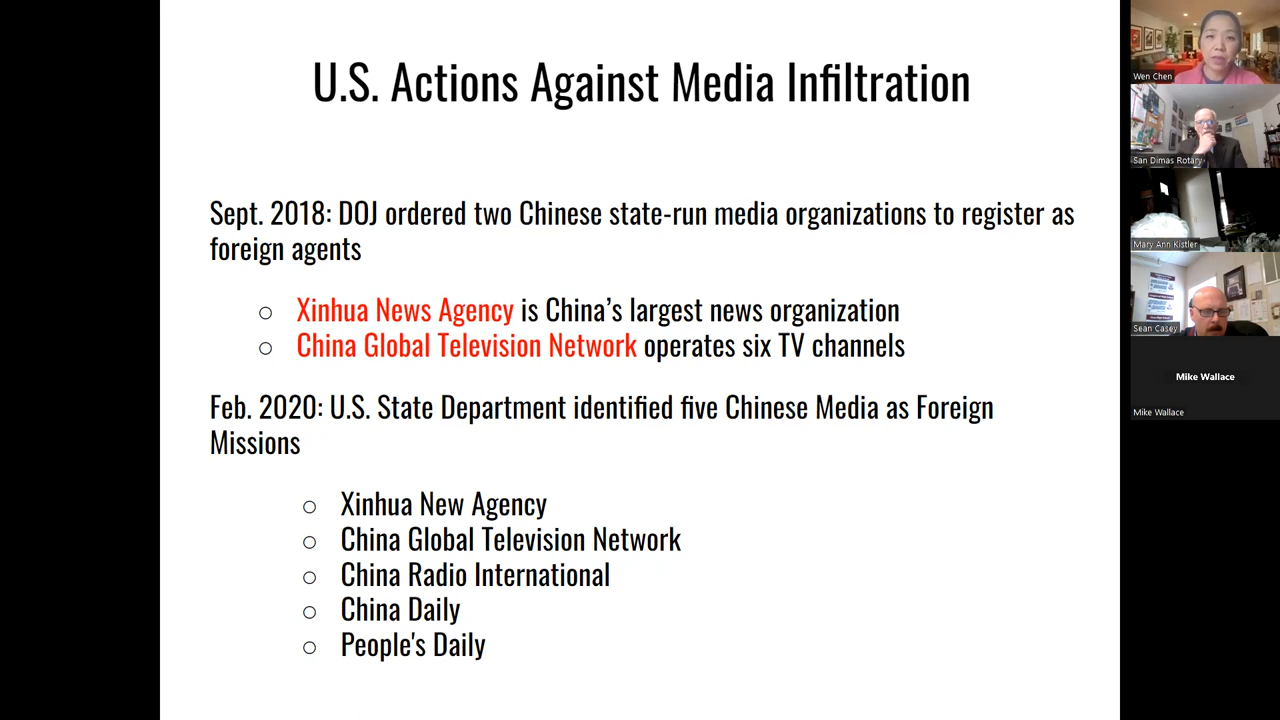 U.S. Actions Against Media Infiltration
Sept. 2018: DOJ ordered two Chinese state-run media organizations to register as
foreign agents
○ Xinhua News Agency is China's largest news organization
○ China Global Television Network operates six TV channels
Feb. 2020: U.S. State Department identified five Chinese Media as Foreign
Missions
○ Xinhua New Agency
○ China Global Television Network
○ China Radio International
○ China Daily
○ People's Daily
Wen Chen
San Dimas Rotary
Mary Ann Kistler
Sean Casey
Mike Wallace
Mike Wallace